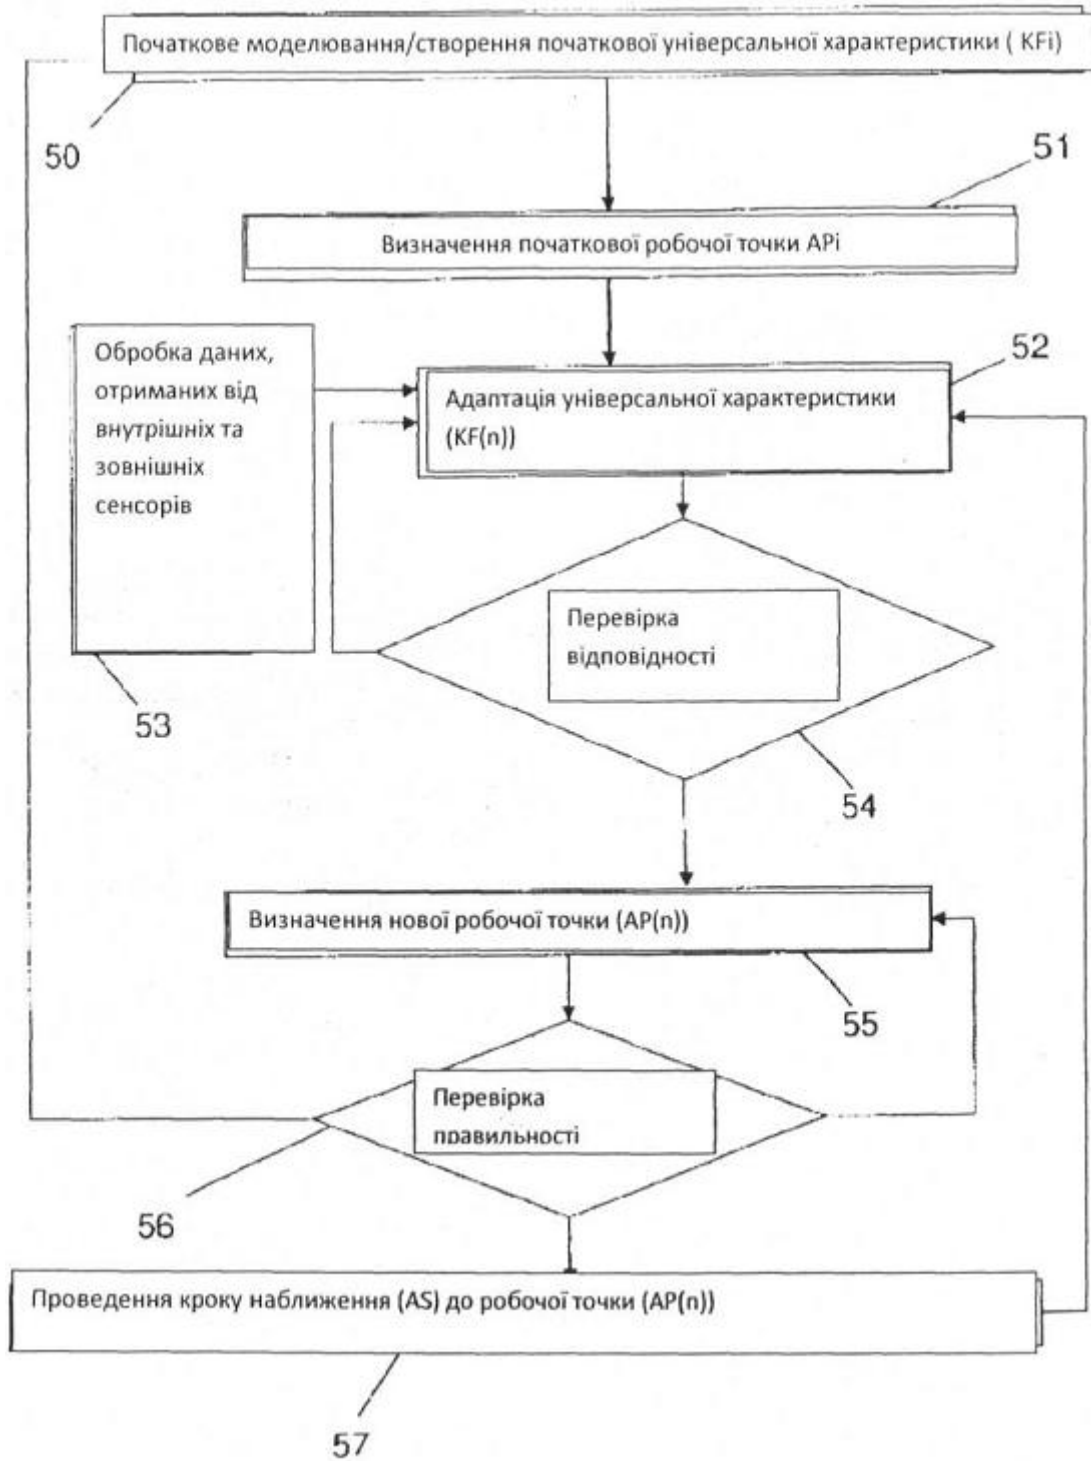 Початкове моделювання/створення початкової універсальної характеристики ( KFi)
50
51
Визначення початкової робочої точки APi
Обробка даних,
отриманих від
внутрішніх та
зовнішніх
сенсорів
52
Адаптація універсальної характеристики
(KF(n))
Перевірка
відповідності
53
54
Визначення нової робочої точки (AP(n))
55
Перевірка
правильності
56
Проведення кроку наближення (AS) до робочої точки (AP(n))
57